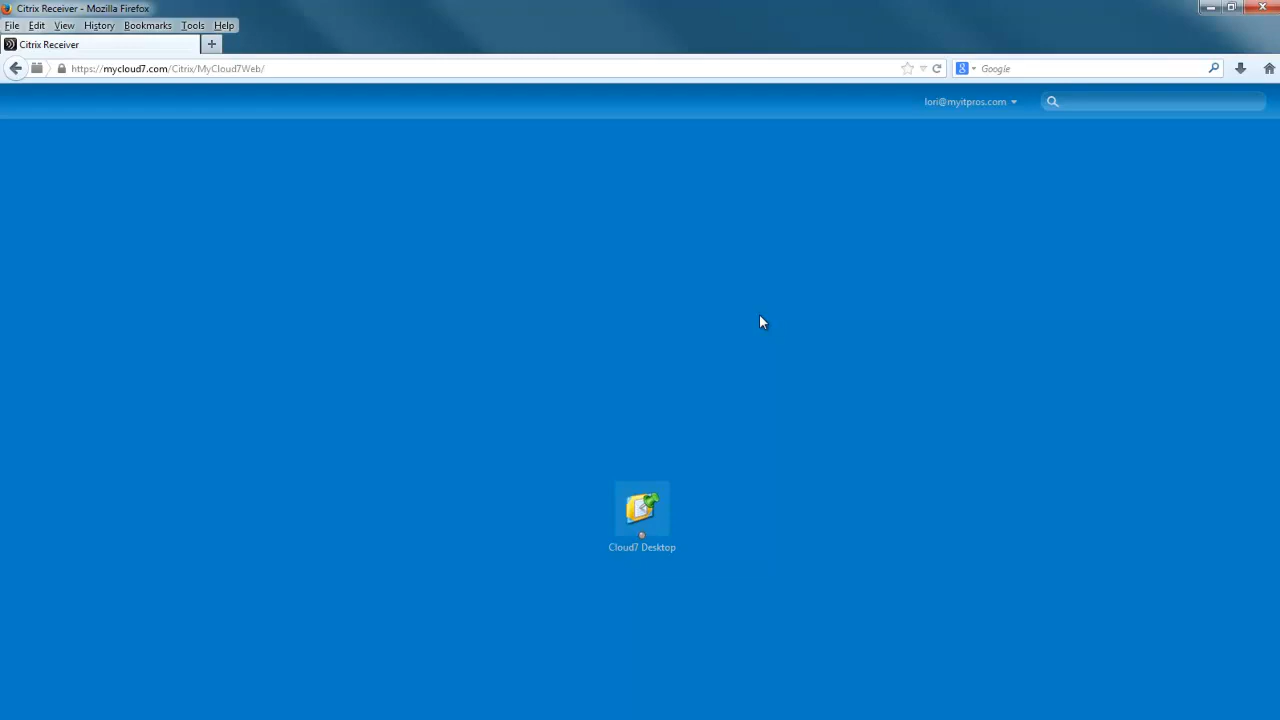 Citrix Receiver - Mozilla Firefox
File Edit View History Bookmarks Tools Help
Citrix Receiver
https://mycloud7.com/Citrix/MyCloud7Web/
Google
lori@myitpros.com
Cloud7 Desktop